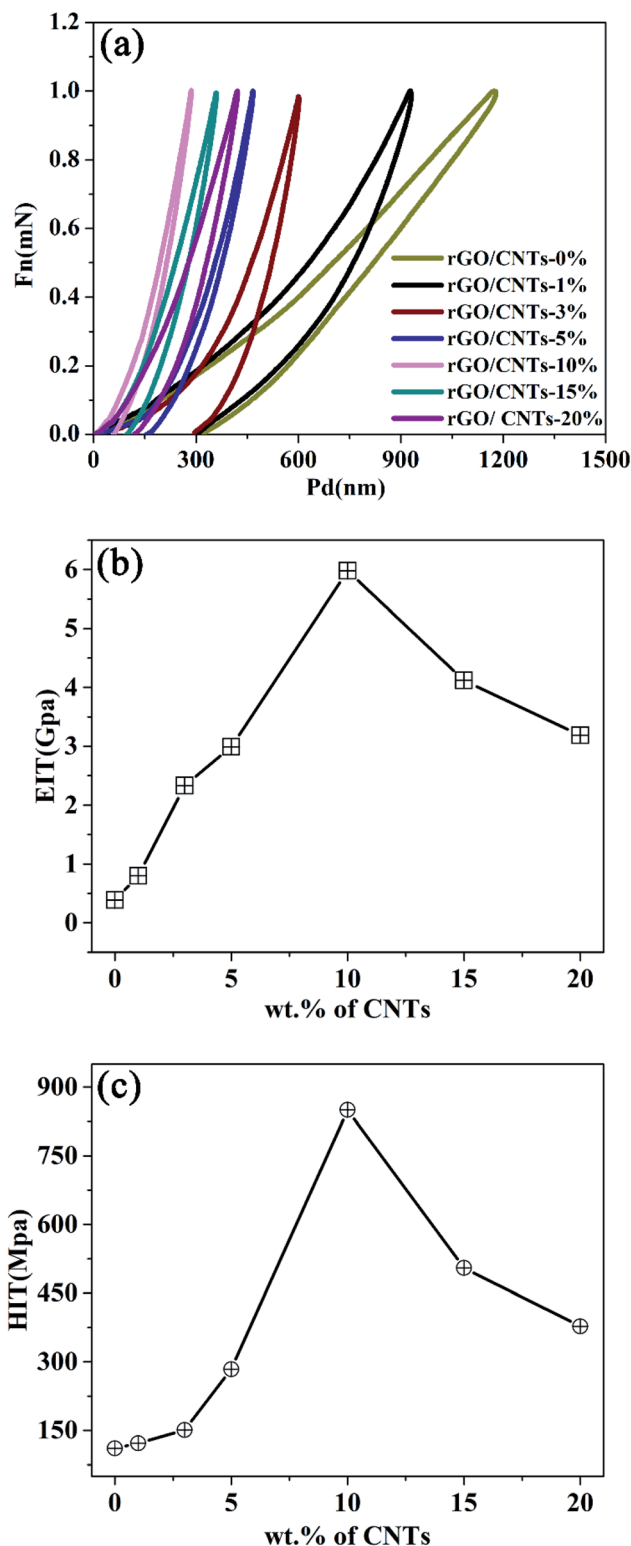 (a)
1.2
1.0
0.8
0.6
0.4
0.2
0.0
Fn(mN)
rGO/CNTs-0%
rGO/CNTs-1%
rGO/CNTs-3%
rGO/CNTs-5%
rGO/CNTs-10%
rGO/CNTs-15%
rGO/ CNTs-20%
0 300 600 900 1200 1500
Pd(nm)
(b)
6
5
4
3
2
1
0
EIT(Gpa)
0 5 10 15 20
wt.% of CNTs
(c)
900
750
600
450
300
150
HIT(Mpa)
0 5 10 15 20
wt.% of CNTs